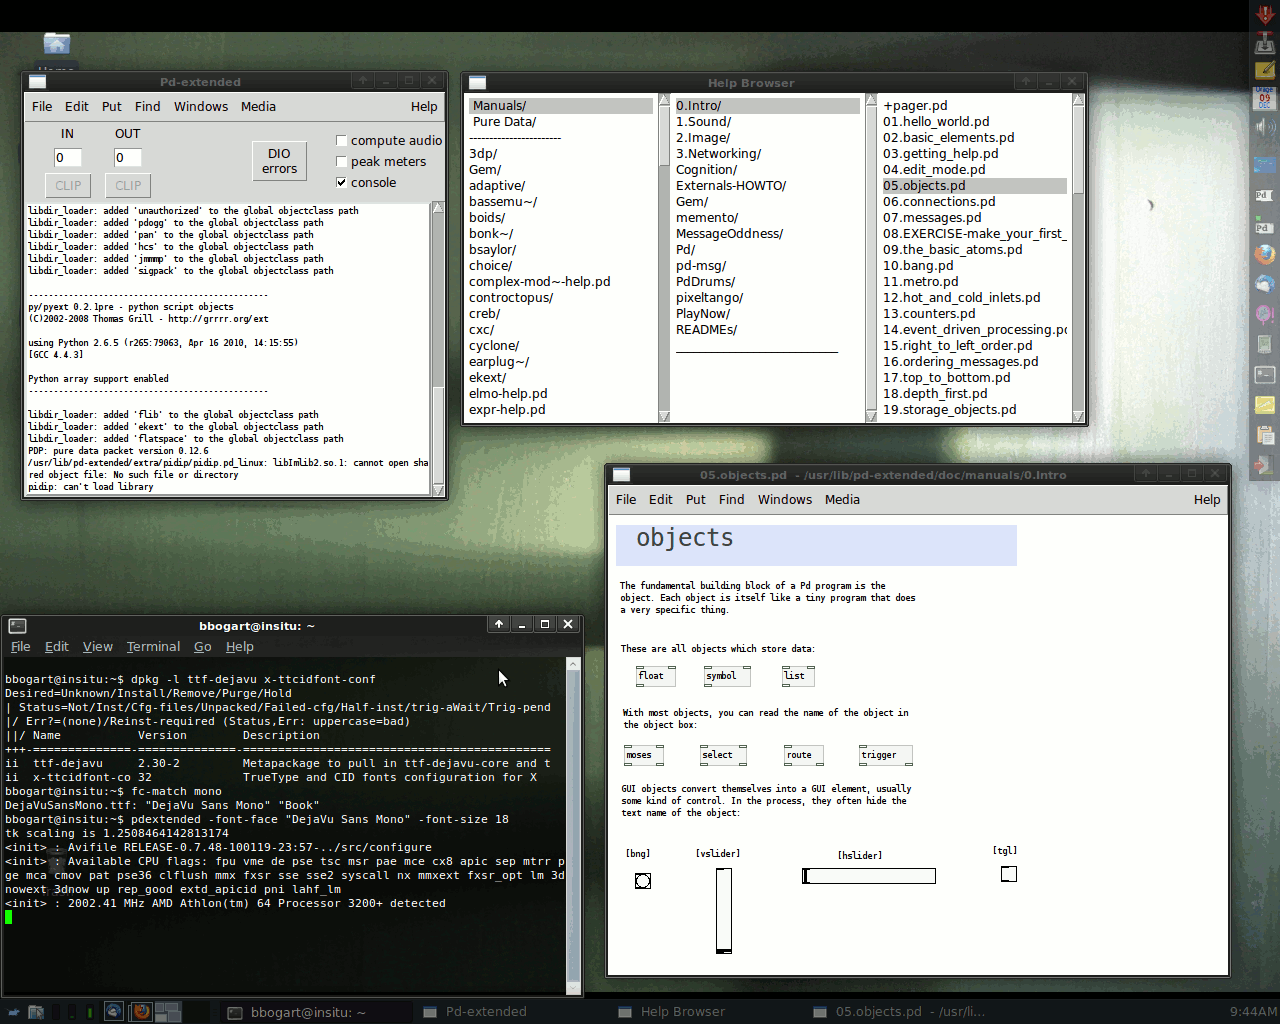 Pd-extended
File Edit Put Find Windows Media Help
IN OUT
0 0
CLIP CLIP
DIO
errors
compute audio
peak meters
console
libdir_loader: added 'unauthorized' to the global objectclass path
libdir_loader: added 'pdogg' to the global objectclass path
libdir_loader: added 'pan' to the global objectclass path
libdir_loader: added 'hcs' to the global objectclass path
libdir_loader: added 'jmmmp' to the global objectclass path
libdir_loader: added 'sigpack' to the global objectclass path
------------------------------------------------
py/pyext 0.2.1pre - python script objects
(C)2002-2008 Thomas Grill - http://grrrr.org/ext
using Python 2.6.5 (r265:79063, Apr 16 2010, 14:15:55)
[GCC 4.4.3]
Python array support enabled
------------------------------------------------
libdir_loader: added 'flib' to the global objectclass path
libdir_loader: added 'ekext' to the global objectclass path
libdir_loader: added 'flatspace' to the global objectclass path
PDP: pure data packet version 0.12.6
/usr/lib/pd-extended/extra/pidip/pidip.pd_linux: libImlib2.so.1: cannot open sha
red object file: No such file or directory
pidip: can't load library
Help Browser
Manuals/
Pure Data/
-----------------------
3dp/
Gem/
adaptive/
bassemu~/
boids/
bonk~/
bsaylor/
choice/
complex-mod~-help.pd
controctopus/
creb/
cxc/
cyclone/
earplug~/
ekext/
elmo-help.pd
expr-help.pd
0.Intro/
1.Sound/
2.Image/
3.Networking/
Cognition/
Externals-HOWTO/
Gem/
memento/
MessageOddness/
Pd/
pd-msg/
PdDrums/
pixeltango/
PlayNow/
READMEs/
+pager.pd
01.hello_world.pd
02.basic_elements.pd
03.getting_help.pd
04.edit_mode.pd
05.objects.pd
06.connections.pd
07.messages.pd
08.EXERCISE-make_your_first_
09.the_basic_atoms.pd
10.bang.pd
11.metro.pd
12.hot_and_cold_inlets.pd
13.counters.pd
14.event_driven_processing.pd
15.right_to_left_order.pd
16.ordering_messages.pd
17.top_to_bottom.pd
18.depth_first.pd
19.storage_objects.pd
09
DEC
Pd
Pd
05.objects.pd - /usr/lib/pd-extended/doc/manuals/0.Intro
File Edit Put Find Windows Media Help
objects
The fundamental building block of a Pd program is the
object. Each object is itself like a tiny program that does
a very specific thing.
These are all objects which store data:
float symbol list
With most objects, you can read the name of the object in
the object box:
moses select route trigger
GUI objects convert themselves into a GUI element, usually
some kind of control. In the process, they often hide the
text name of the object:
[bng] [vslider] [hslider] [tgl]
bbogart@insitu: ~
File Edit View Terminal Go Help
bbogart@insitu:~$ dpkg -l ttf-dejavu x-ttcidfont-conf
Desired=Unknown/Install/Remove/Purge/Hold
| Status=Not/Inst/Cfg-files/Unpacked/Failed-cfg/Half-inst/trig-aWait/Trig-pend
|/ Err?=(none)/Reinst-required (Status,Err: uppercase=bad)
||/ Name Version Description
+++-==============-==============-============================================
ii ttf-dejavu 2.30-2 Metapackage to pull in ttf-dejavu-core and t
ii x-ttcidfont-co 32 TrueType and CID fonts configuration for X
bbogart@insitu:~$ fc-match mono
DejaVuSansMono.ttf: "DejaVu Sans Mono" "Book"
bbogart@insitu:~$ pdextended -font-face "DejaVu Sans Mono" -font-size 18
tk scaling is 1.2508464142813174
<init> : Avifile RELEASE-0.7.48-100119-23:57-../src/configure
<init> : Available CPU flags: fpu vme de pse tsc msr pae mce cx8 apic sep mtrr p
ge mca cmov pat pse36 clflush mmx fxsr sse sse2 syscall nx mmxext fxsr_opt lm 3d
nowext 3dnow up rep_good extd_apicid pni lahf_lm
<init> : 2002.41 MHz AMD Athlon(tm) 64 Processor 3200+ detected
bbogart@insitu: ~ Pd-extended Help Browser 05.objects.pd - /usr/li... 9:44AM